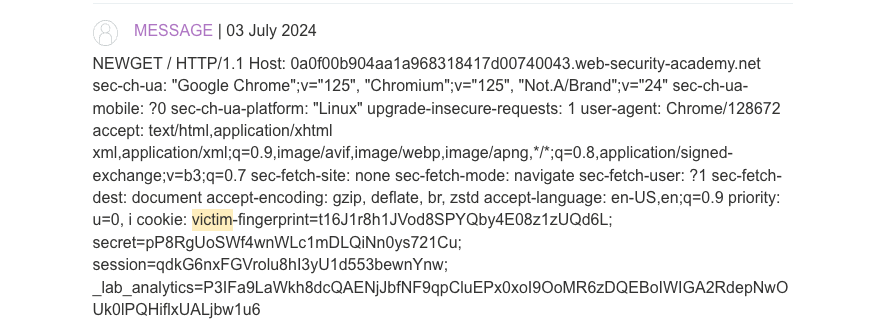 MESSAGE | 03 July 2024
NEWGET / HTTP/1.1 Host: 0a0f00b904aa1a968318417d00740043.web-security-academy.net
sec-ch-ua: "Google Chrome";v="125", "Chromium";v="125", "Not.A/Brand";v="24" sec-ch-ua-
mobile: ?0 sec-ch-ua-platform: "Linux" upgrade-insecure-requests: 1 user-agent: Chrome/128672
accept: text/html,application/xhtml
xml,application/xml;q=0.9,image/avif,image/webp,image/apng,*/*;q=0.8,application/signed-
exchange;v=b3;q=0.7 sec-fetch-site: none sec-fetch-mode: navigate sec-fetch-user: ?1 sec-fetch-
dest: document accept-encoding: gzip, deflate, br, zstd accept-language: en-US,en;q=0.9 priority:
u=0, i cookie: victim-fingerprint=t16J1r8h1JVod8SPYQby4E08z1zUQd6L;
secret=pP8RgUoSWf4wnWLc1mDLQiNn0ys721Cu;
session=qdkG6nxFGVrolu8hI3yU1d553bewnYnw;
_lab_analytics=P3IFa9LaWkh8dcQAENjJbfNF9qpCluEPx0xoI9OoMR6zDQEBoIWIGA2RdepNwO
Uk0lPQHiflxUALjbw1u6